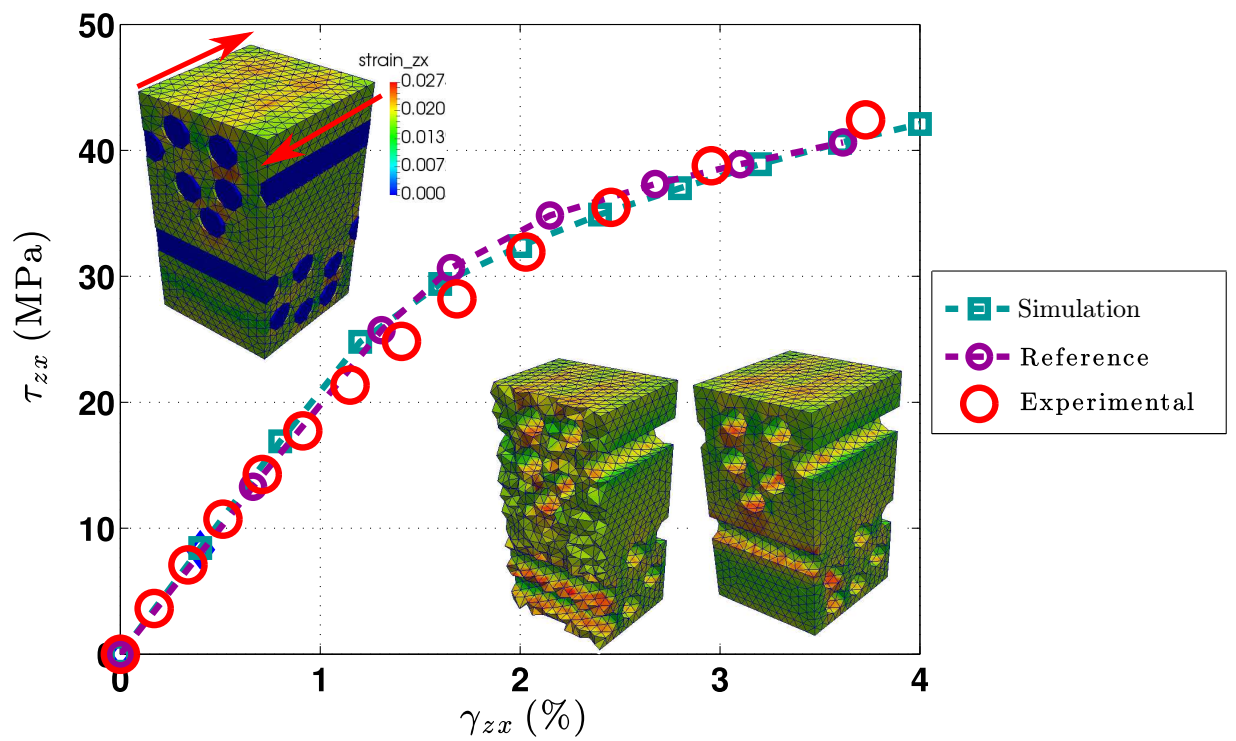 50
40
30
20
10
0
0
1
2
3
4
τzx (MPa)
γzx (%)
strain_zx
0.027
0.020
0.013
0.007
0.000
Simulation
Reference
Experimental